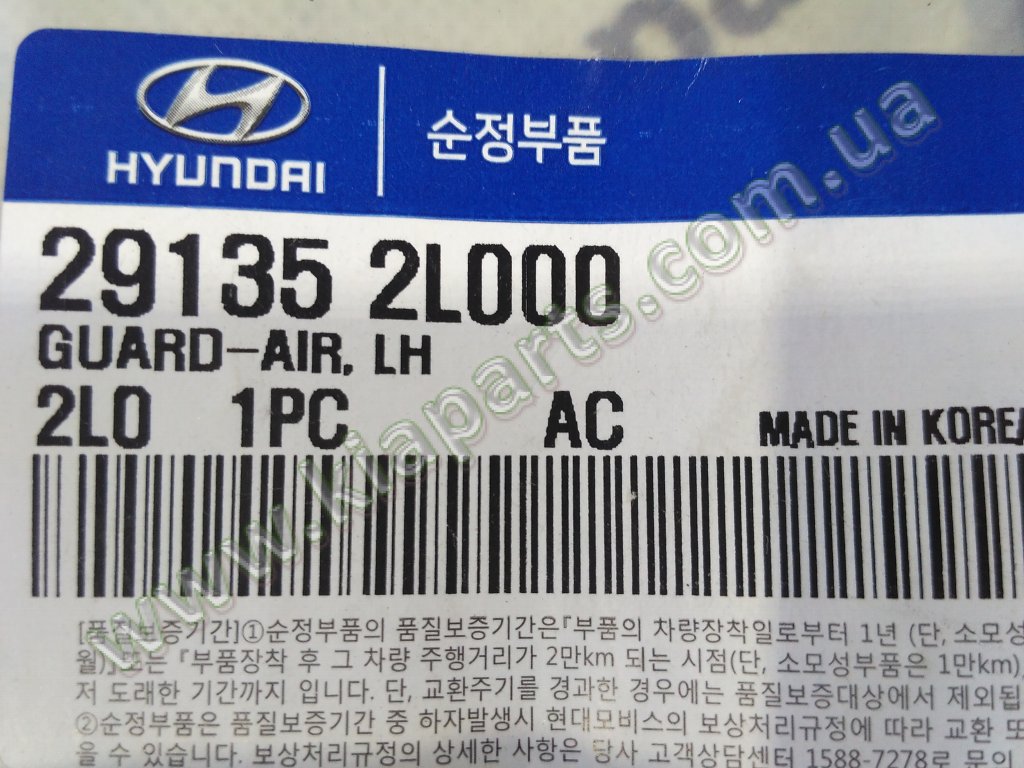 HYUNDAI
순정부품
29135 2L000
GUARD-AIR, LH
2L0 1PC AC MADE IN KOREA
www.kiaparts.com.ua
[품질보증기간]①순정부품의 품질보증기간은『부품의 차량장착일로부터 1년 (단, 소모성
월)』또는 『부품장착 후 그 차량 주행거리가 2만km 되는 시점(단, 소모성부품은 1만km)
저 도래한 기간까지 입니다. 단, 교환주기를 경과한 경우에는 품질보증대상에서 제외됩
②순정부품은 품질보증기간 중 하자발생시 현대모비스의 보상처리규정에 따라 교환 또
을 수 있습니다. 보상처리규정의 상세한 사항은 당사 고객상담센터 1588-7278로 문의